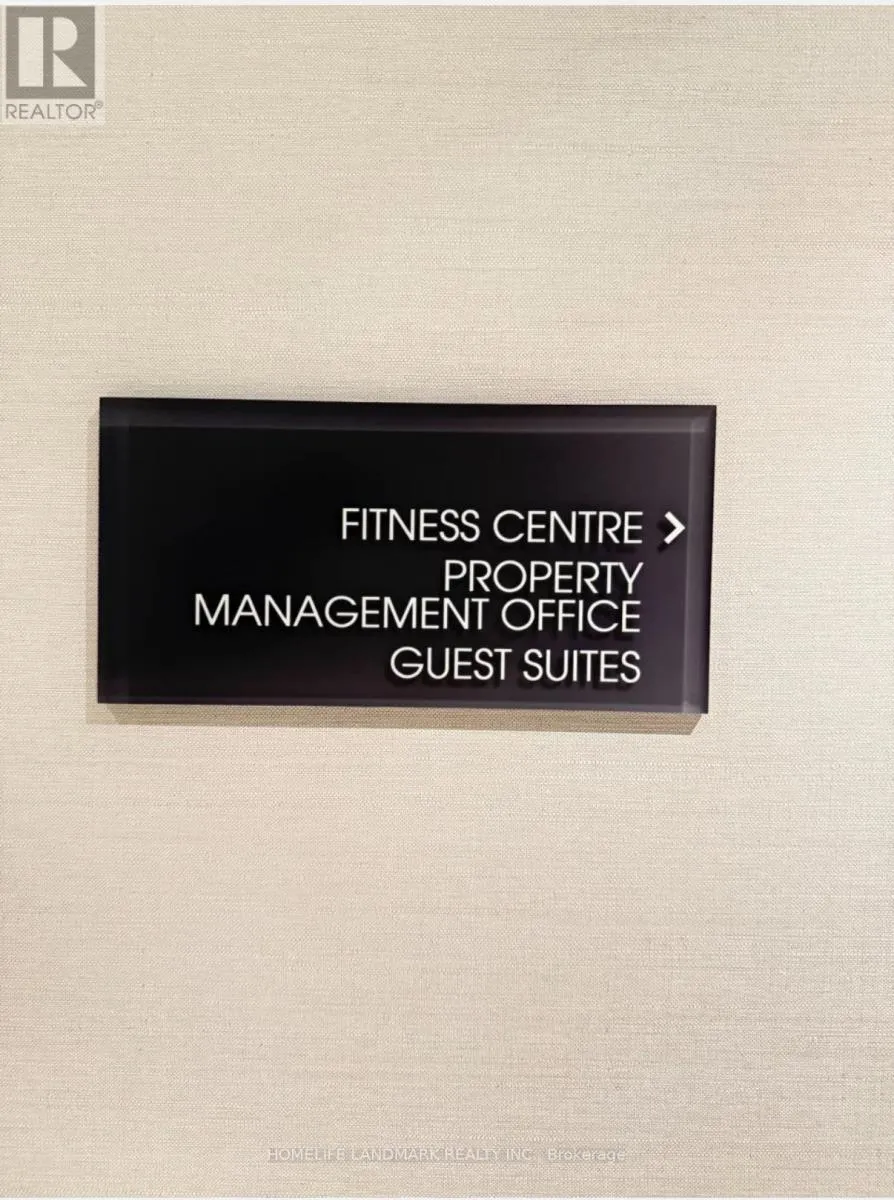 REALTOR®
FITNESS CENTRE >
PROPERTY
MANAGEMENT OFFICE
GUEST SUITES
HOMELIFE LANDMARK REALTY INC., Brokerage